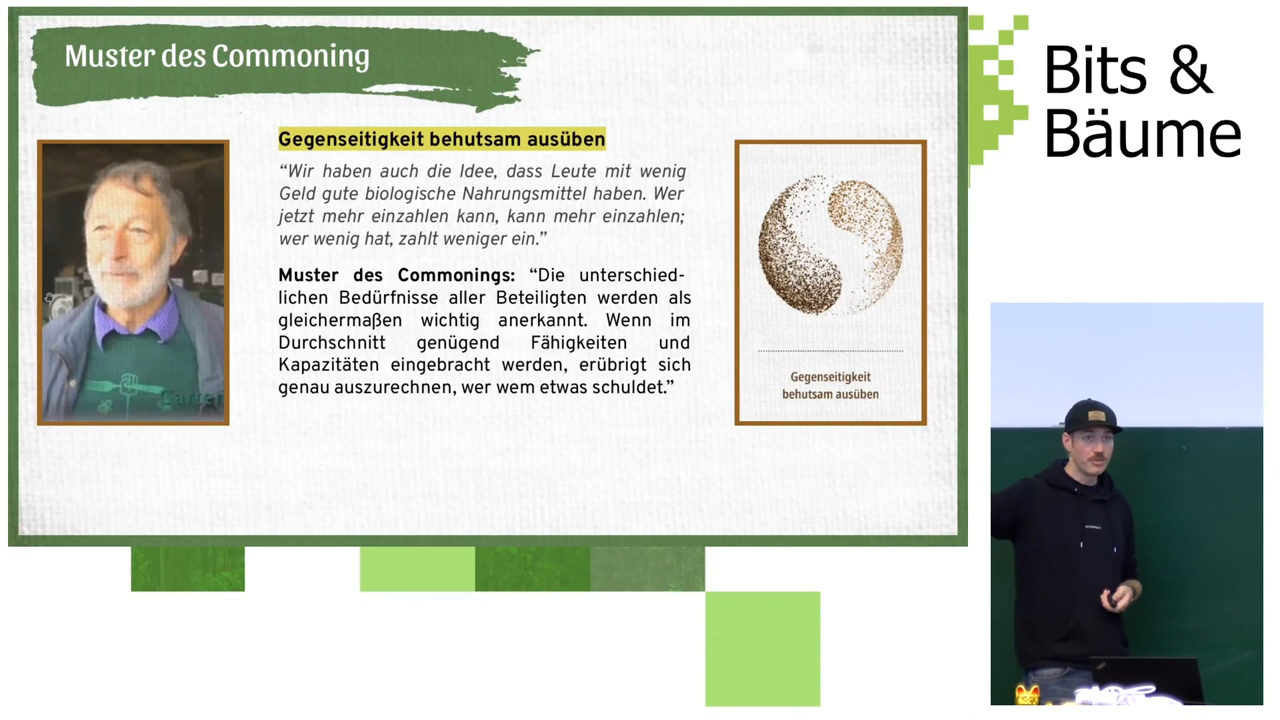 Muster des Commoning
Gegenseitigkeit behutsam ausüben
“Wir haben auch die Idee, dass Leute mit wenig
Geld gute biologische Nahrungsmittel haben. Wer
jetzt mehr einzahlen kann, kann mehr einzahlen;
wer wenig hat, zahlt weniger ein.”
Muster des Commonings: “Die unterschied-
lichen Bedürfnisse aller Beteiligten werden als
gleichermaßen wichtig anerkannt. Wenn im
Durchschnitt genügend Fähigkeiten und
Kapazitäten eingebracht werden, erübrigt sich
genau auszurechnen, wer wem etwas schuldet.”
Gegenseitigkeit
behutsam ausüben
Bits &
Bäume